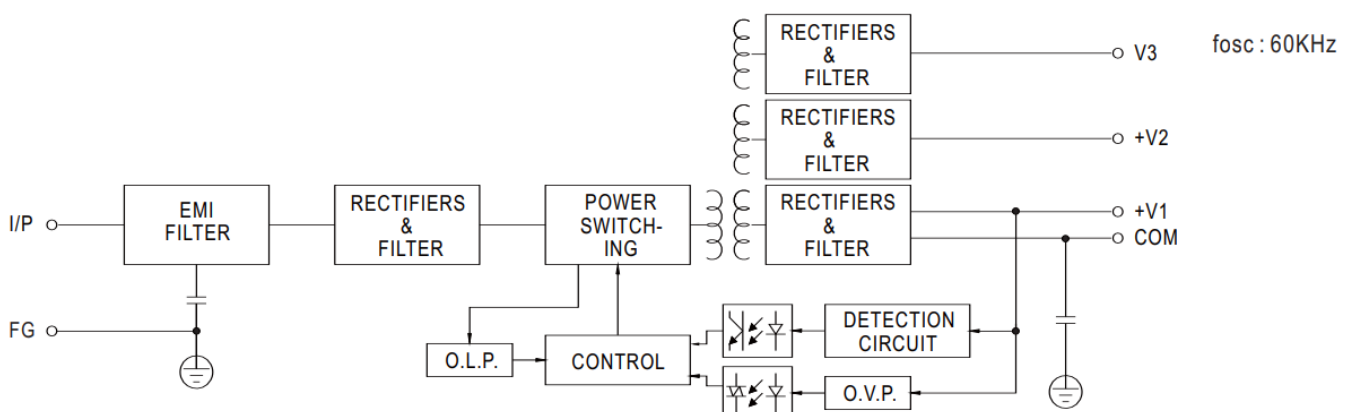 RECTIFIERS
&
FILTER
V3
fosc : 60KHz
RECTIFIERS
&
FILTER
+V2
I/P
EMI
FILTER
RECTIFIERS
&
FILTER
POWER
SWITCH-
ING
RECTIFIERS
&
FILTER
+V1
COM
FG
O.L.P.
CONTROL
DETECTION
CIRCUIT
O.V.P.